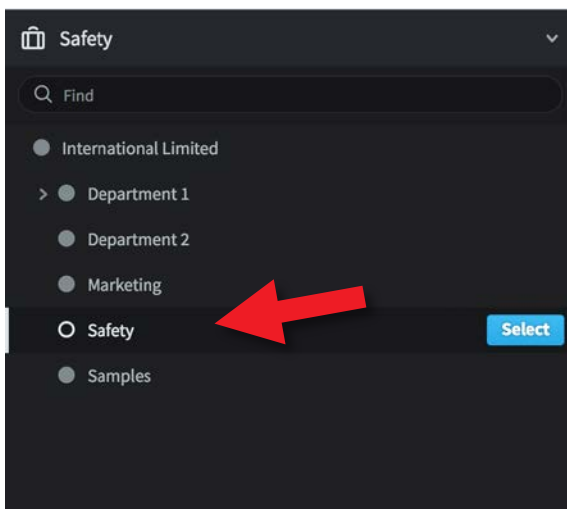 Safety
Find
International Limited
Department 1
Department 2
Marketing
Safety Select
Samples